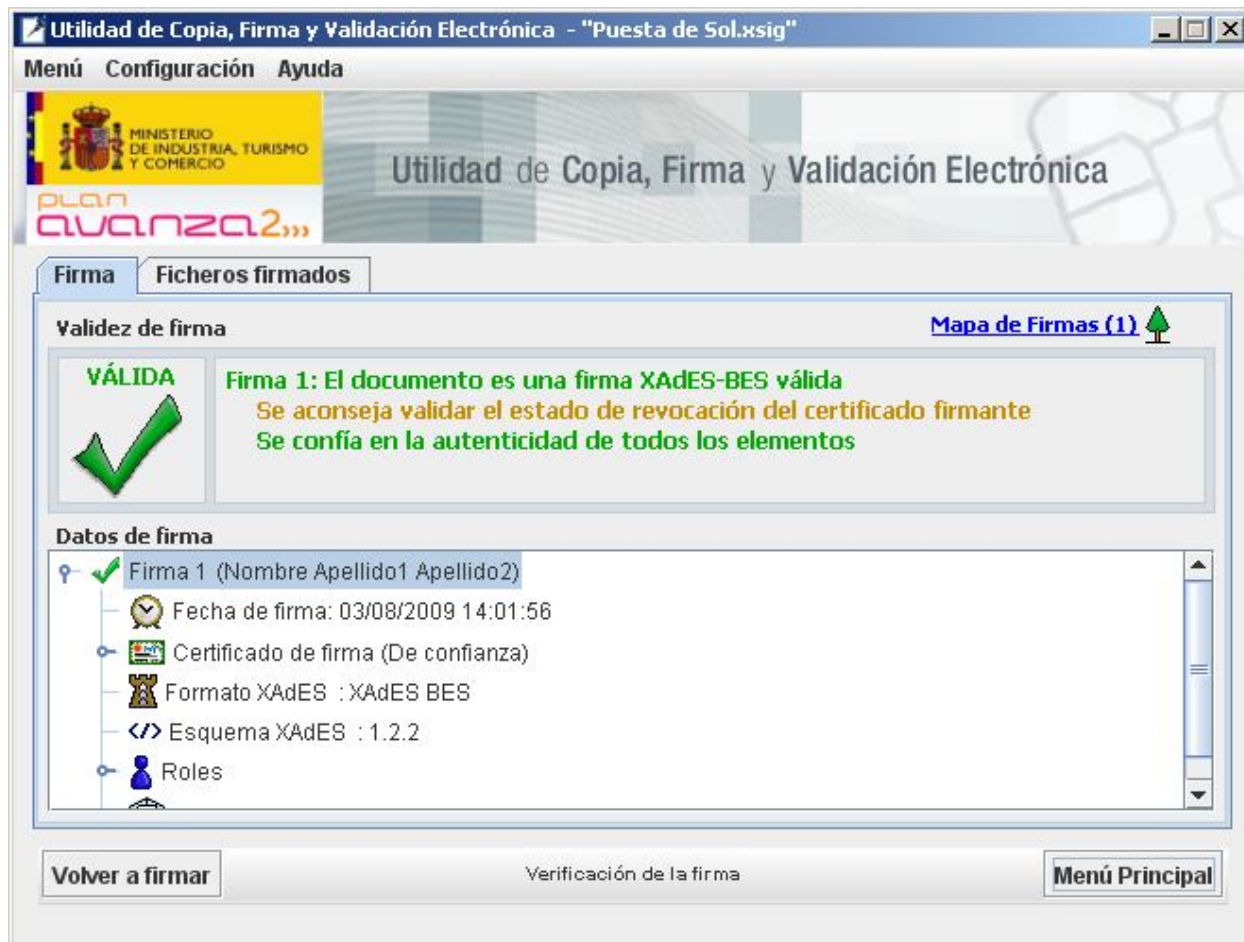 Utilidad de Copia, Firma y Validación Electrónica - "Puesta de Sol.xsig"
Menú Configuración Ayuda
MINISTERIO
DE INDUSTRIA, TURISMO
Y COMERCIO
PLAN
avanza2
Utilidad de Copia, Firma y Validación Electrónica
Firma Ficheros firmados
Validez de firma
Mapa de Firmas (1)
VÁLIDA
Firma 1: El documento es una firma XAdES-BES válida
Se aconseja validar el estado de revocación del certificado firmante
Se confía en la autenticidad de todos los elementos
Datos de firma
Firma 1 (Nombre Apellido1 Apellido2)
Fecha de firma: 03/08/2009 14:01:56
Certificado de firma (De confianza)
Formato XAdES : XAdES BES
Esquema XAdES : 1.2.2
Roles
Volver a firmar
Verificación de la firma
Menú Principal